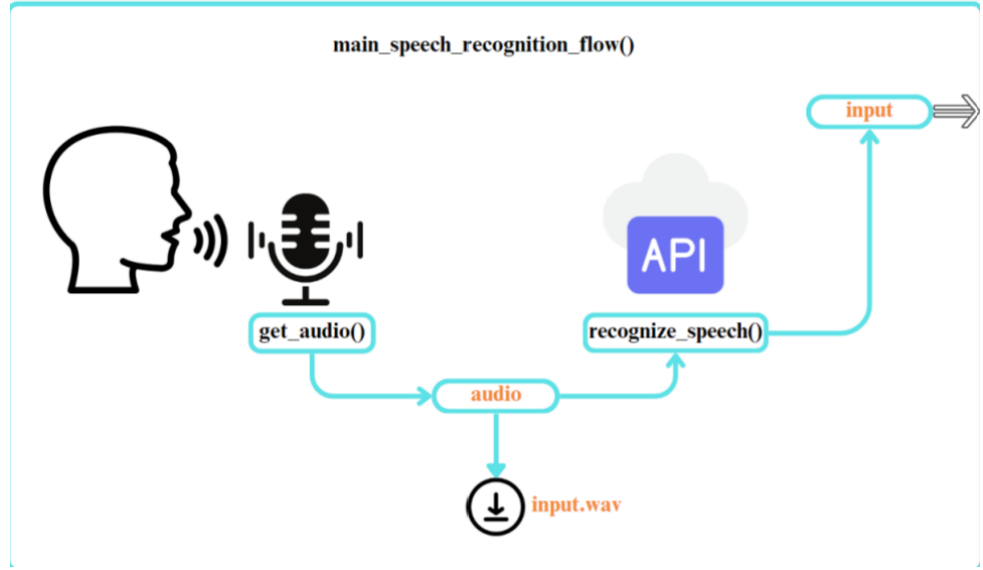 main_speech_recognition_flow()
input
API
get_audio()
recognize_speech()
audio
input.wav